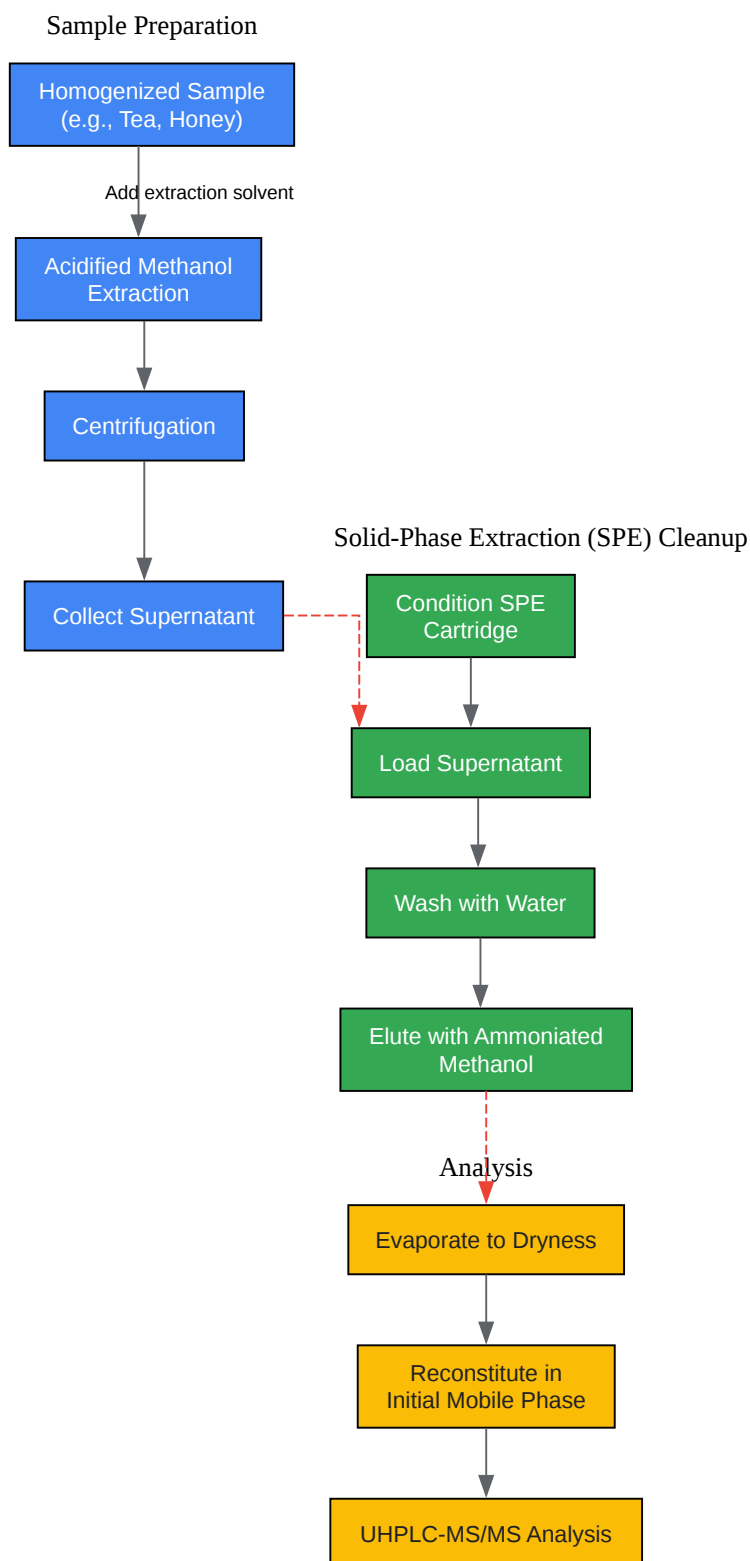 Sample Preparation
Homogenized Sample
(e.g., Tea, Honey)
Add extraction solvent
Acidified Methanol
Extraction
Centrifugation
Collect Supernatant
Solid-Phase Extraction (SPE) Cleanup
Condition SPE
Cartridge
Load Supernatant
Wash with Water
Elute with Ammoniated
Methanol
Analysis
Evaporate to Dryness
Reconstitute in
Initial Mobile Phase
UHPLC-MS/MS Analysis